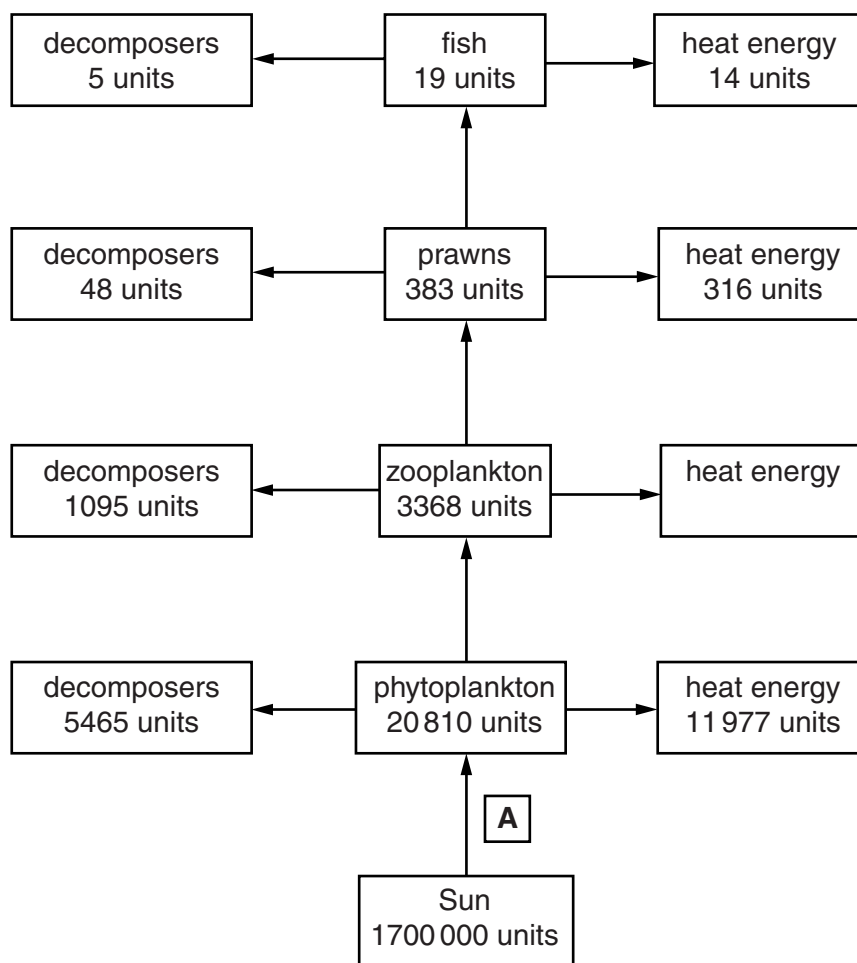 decomposers
5 units
fish
19 units
heat energy
14 units
decomposers
48 units
prawns
383 units
heat energy
316 units
decomposers
1095 units
zooplankton
3368 units
heat energy
decomposers
5465 units
phytoplankton
20 810 units
heat energy
11 977 units
A
Sun
1700 000 units